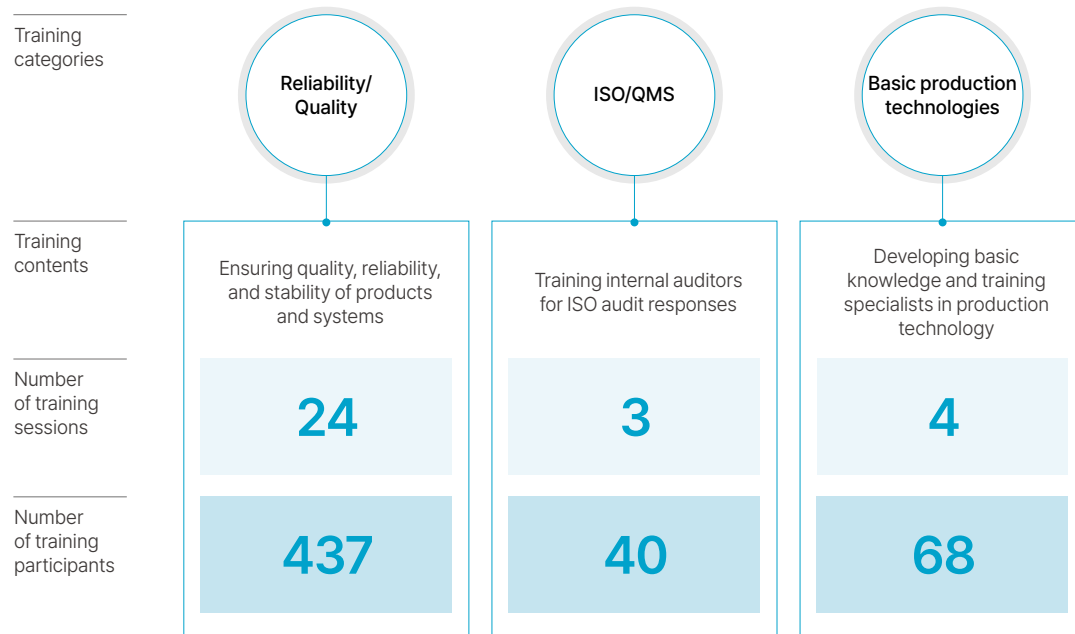 Training
categories
Reliability/
Quality
ISO/QMS
Basic production
technologies
Training
contents
Ensuring quality, reliability,
and stability of products
and systems
Training internal auditors
for ISO audit responses
Developing basic
knowledge and training
specialists in production
technology
Number
of training
sessions
24
3
4
Number
of training
participants
437
40
68